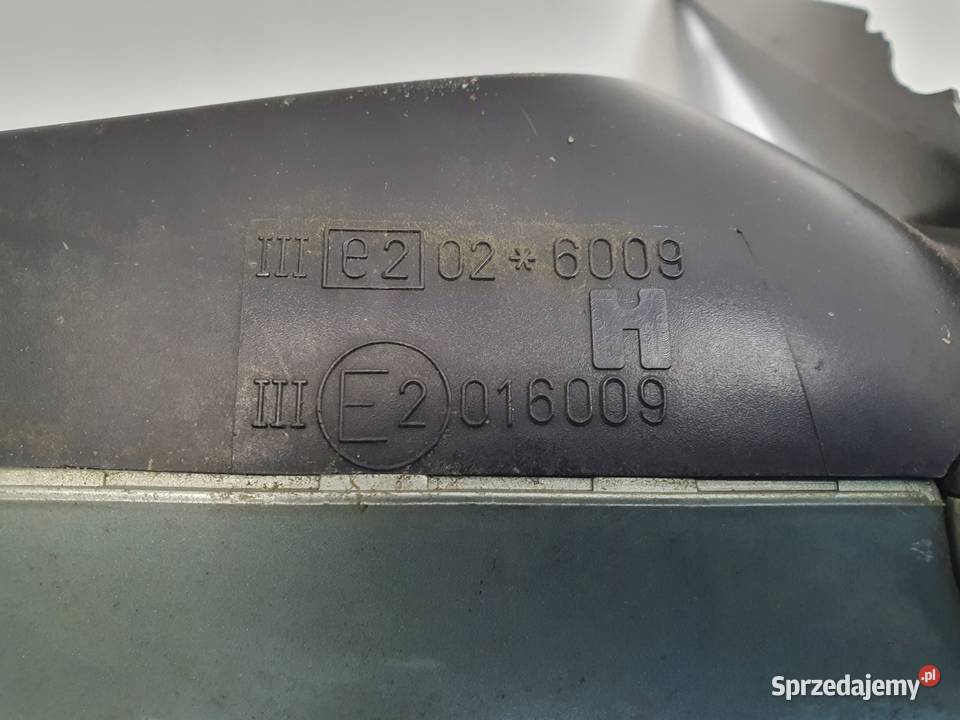 III e2 02*6009
H
III E2 016009
Sprzedajemy.pl